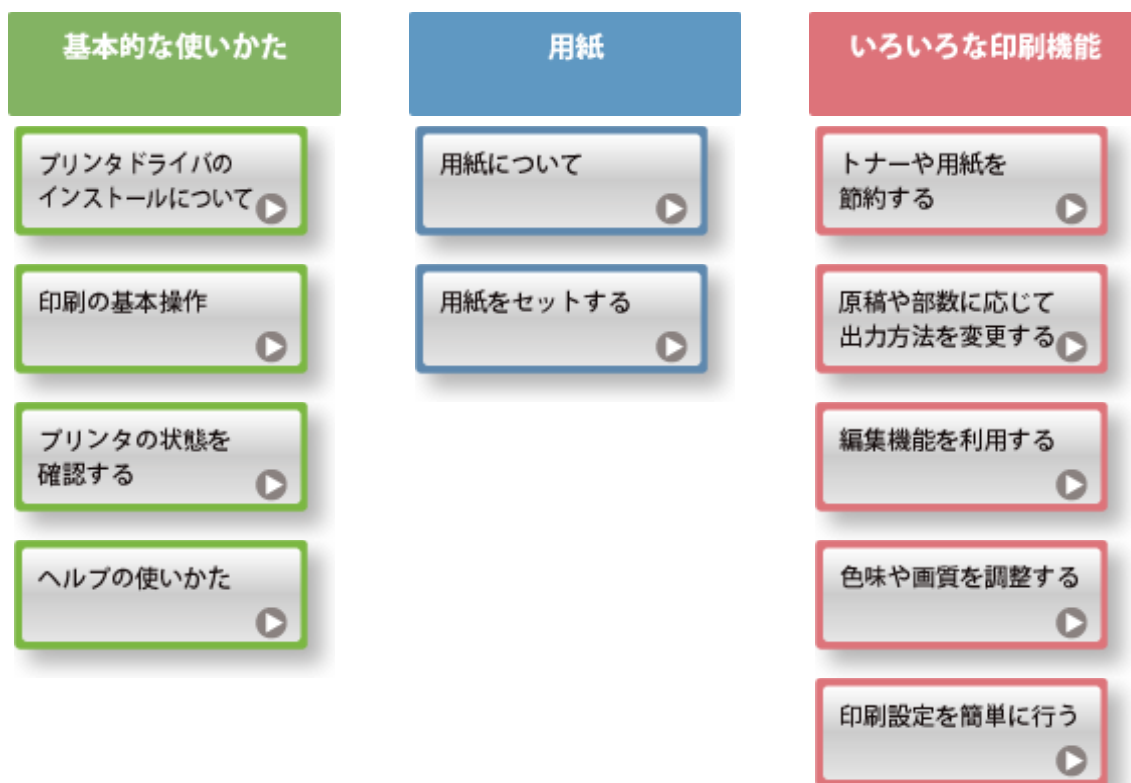 基本的な使いかた
プリンタドライバの
インストールについて
印刷の基本操作
プリンタの状態を
確認する
ヘルプの使いかた
用紙
用紙について
用紙をセットする
いろいろな印刷機能
トナーや用紙を
節約する
原稿や部数に応じて
出力方法を変更する
編集機能を利用する
色味や画質を調整する
印刷設定を簡単に行う